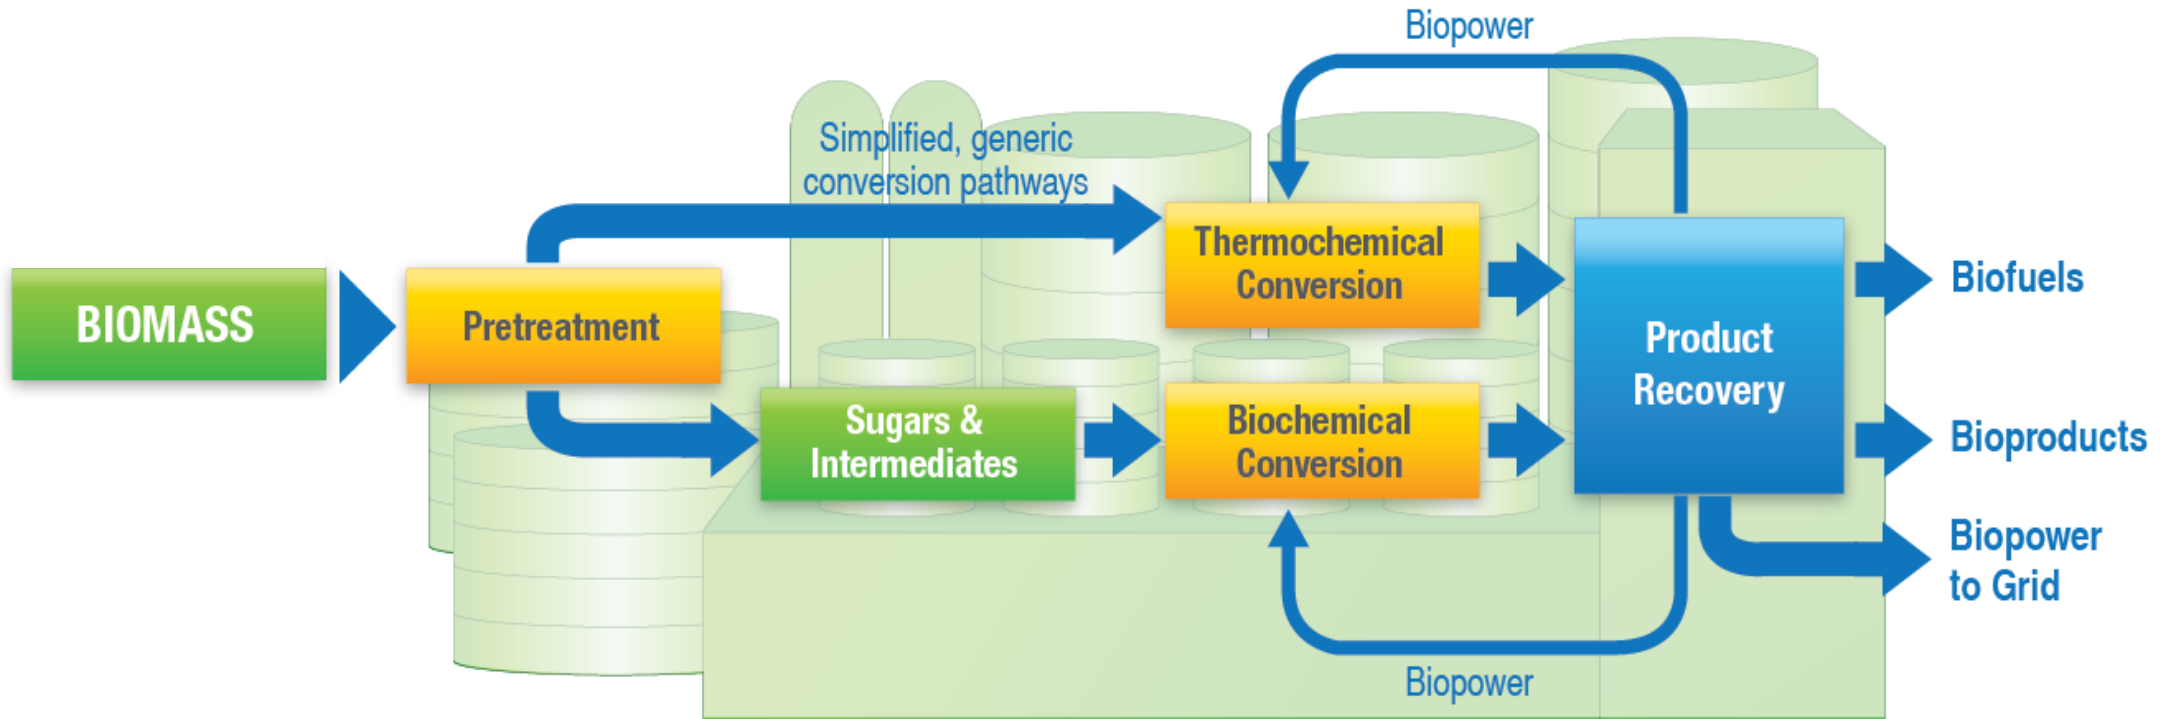 Biopower
Simplified, generic
conversion pathways
Thermochemical
Conversion
BIOMASS
Pretreatment
Sugars &
Intermediates
Biochemical
Conversion
Product
Recovery
Biofuels
Bioproducts
Biopower
to Grid
Biopower